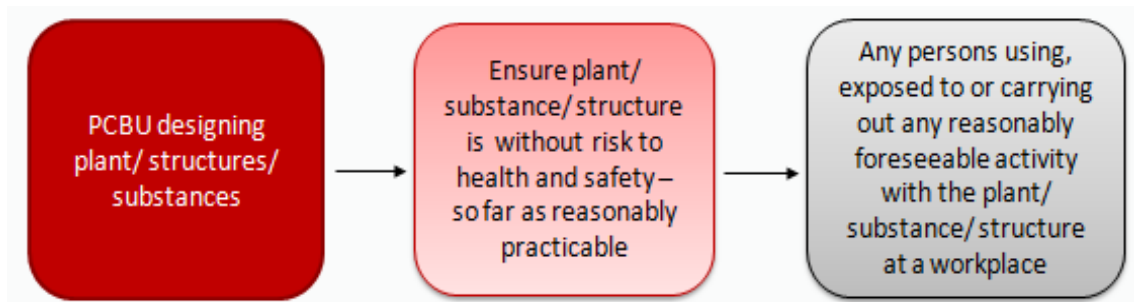 PCBU designing
plant/ structures/
substances
Ensure plant/
substance/ structure
is without risk to
health and safety –
so far as reasonably
practicable
Any persons using,
exposed to or carrying
out any reasonably
foreseeable activity
with the plant/
substance/ structure
at a workplace